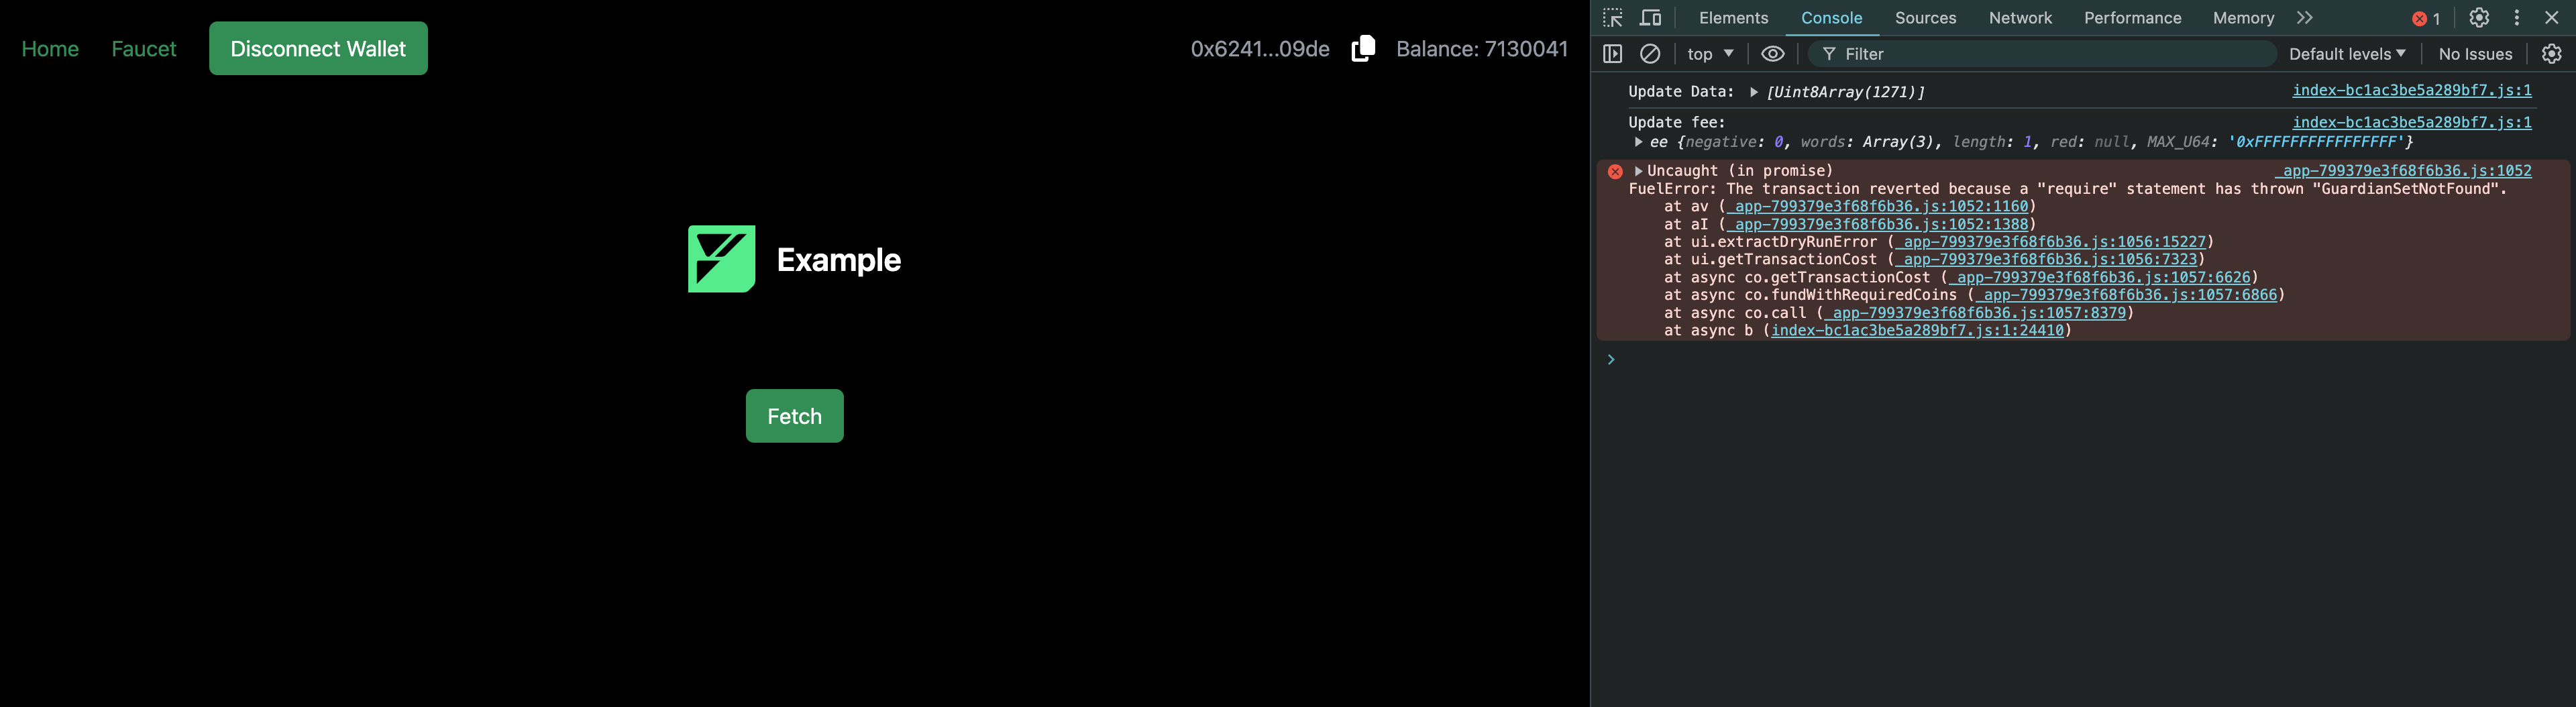 Home Faucet Disconnect Wallet 0x6241...09de Balance: 7130041
Example
Fetch
Elements Console Sources Network Performance Memory 1
top Filter Default levels No Issues
Update Data: [Uint8Array(1271)] index-bc1ac3be5a289bf7.js:1
Update fee: index-bc1ac3be5a289bf7.js:1
ee {negative: 0, words: Array(3), length: 1, red: null, MAX_U64: '0xFFFFFFFFFFFFFFFF'}
Uncaught (in promise) _app-799379e3f68f6b36.js:1052
FuelError: The transaction reverted because a "require" statement has thrown "GuardianSetNotFound".
at av (_app-799379e3f68f6b36.js:1052:1160)
at aI (_app-799379e3f68f6b36.js:1052:1388)
at ui.extractDryRunError (_app-799379e3f68f6b36.js:1056:15227)
at ui.getTransactionCost (_app-799379e3f68f6b36.js:1056:7323)
at async co.getTransactionCost (_app-799379e3f68f6b36.js:1057:6626)
at async co.fundWithRequiredCoins (_app-799379e3f68f6b36.js:1057:6866)
at async co.call (_app-799379e3f68f6b36.js:1057:8379)
at async b (index-bc1ac3be5a289bf7.js:1:24410)